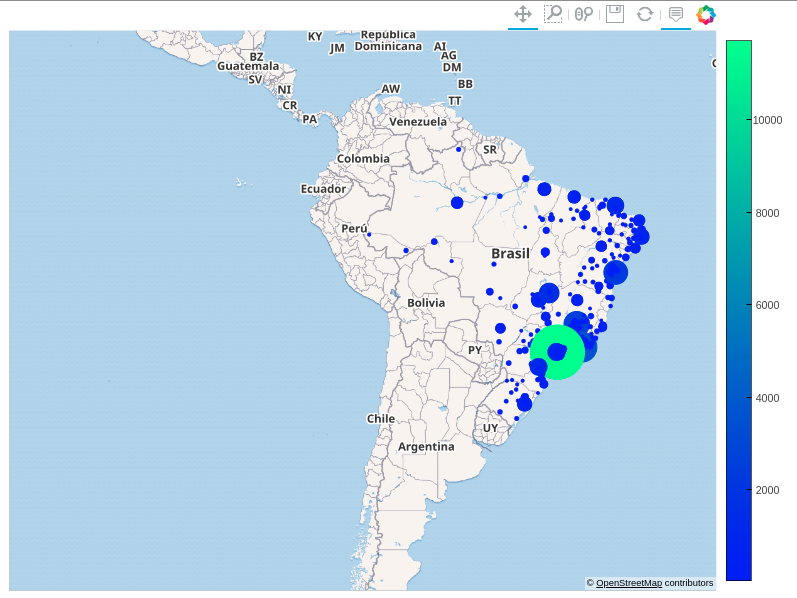 KY
República
Dominicana
JM
AI
AG
DM
BZ
Guatemala
SV
NI
BB
AW
TT
CR
PA
Venezuela
SR
Colombia
Ecuador
Perú
Brasil
Bolivia
PY
Chile
UY
Argentina
10000
8000
6000
4000
2000
© OpenStreetMap contributors